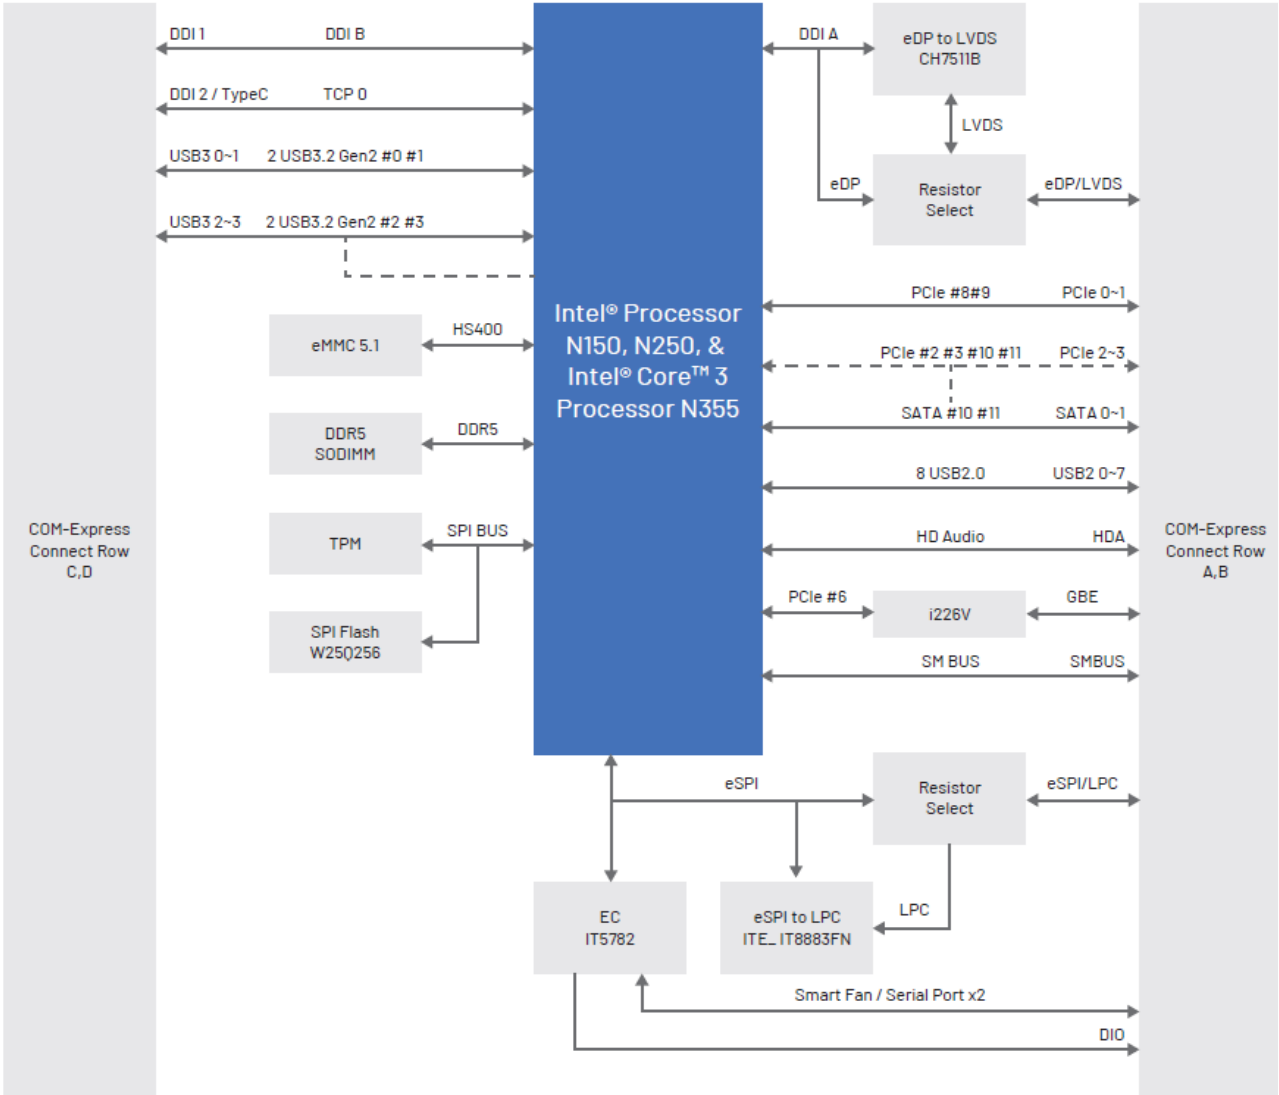 DDI 1 DDI B
DDI 2 / TypeC TCP 0
USB3 0~1 2 USB3.2 Gen2 #0 #1
USB3 2~3 2 USB3.2 Gen2 #2 #3
eMMC 5.1
HS400
DDR5
SODIMM
DDR5
TPM
SPI BUS
SPI Flash
W25Q256
COM-Express
Connect Row
C,D
Intel® Processor
N150, N250, &
Intel® Core™ 3
Processor N355
DDI A
eDP to LVDS
CH7511B
LVDS
eDP
Resistor
Select
eDP/LVDS
PCIe #8#9 PCIe 0~1
PCIe #2 #3 #10 #11 PCIe 2~3
SATA #10 #11 SATA 0~1
8 USB2.0 USB2 0~7
HD Audio HDA
PCIe #6
i226V
GBE
SM BUS SMBUS
COM-Express
Connect Row
A,B
eSPI
Resistor
Select
eSPI/LPC
EC
IT5782
eSPI to LPC
ITE_ IT8883FN
LPC
Smart Fan / Serial Port x2
DIO